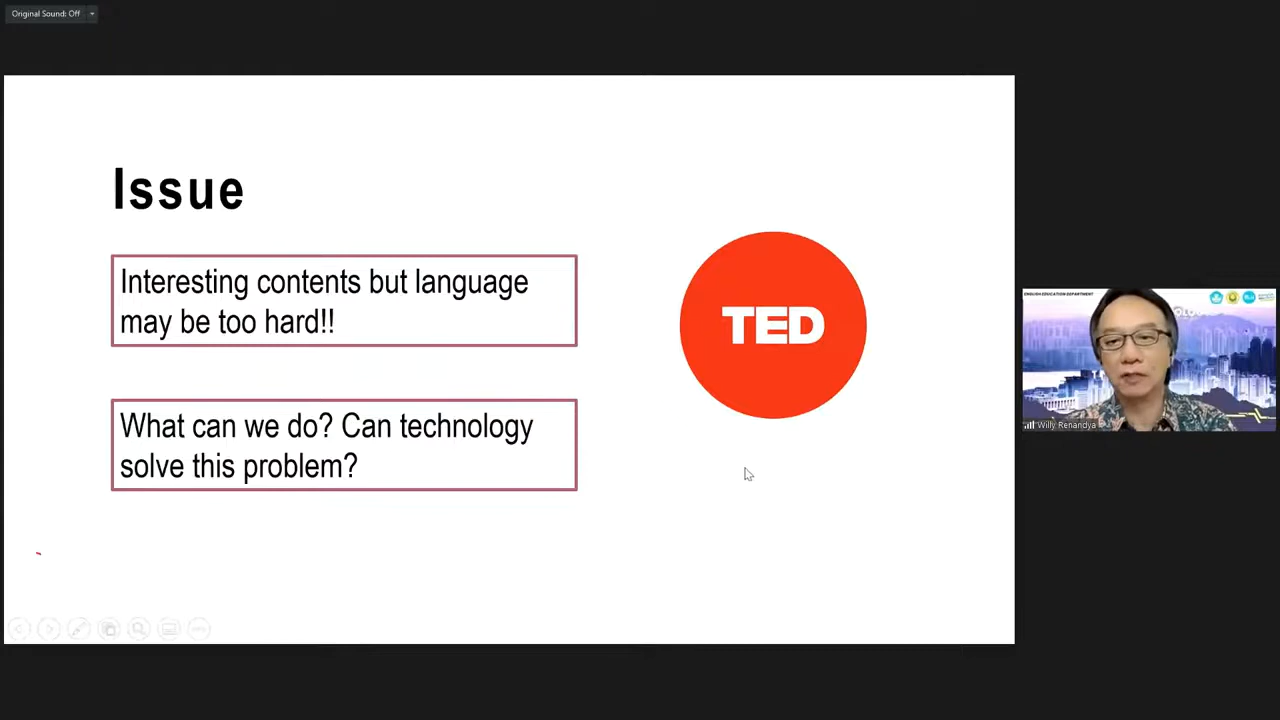 Original Sound: Off
Issue
Interesting contents but language
may be too hard!!
What can we do? Can technology
solve this problem?
TED
ENGLISH EDUCATION DEPARTMENT
Willy Renandya